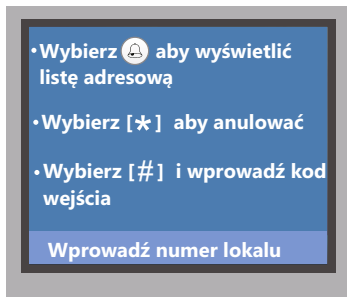 • Wybierz 🔔 aby wyświetlić
listę adresową
• Wybierz [*] aby anulować
• Wybierz [#] i wprowadź kod
wejścia
Wprowadź numer lokalu